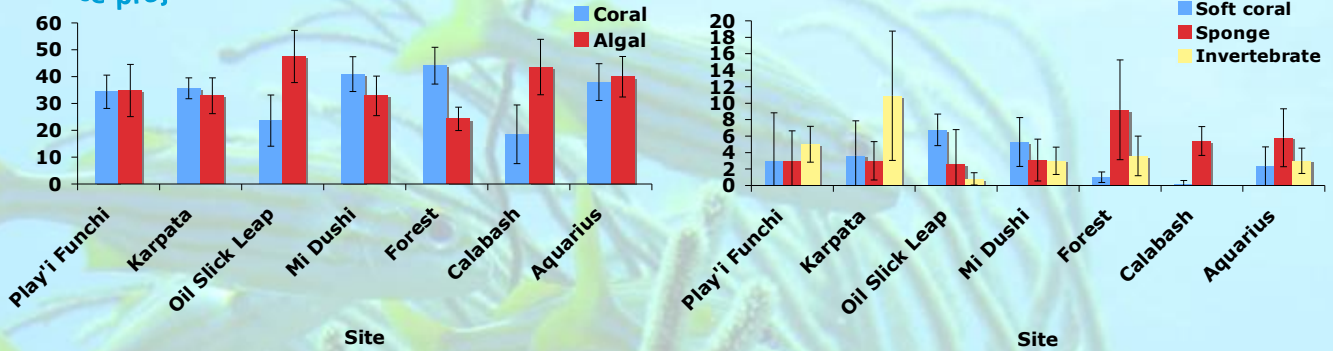 60
50
40
30
20
10
0
Coral
Algal
Play'i Funchi
Karpata
Oil Slick Leap
Mi Dushi
Forest
Calabash
Aquarius
Site
20
18
16
14
12
10
8
6
4
2
0
Soft coral
Sponge
Invertebrate
Play'i Funchi
Karpata
Oil Slick Leap
Mi Dushi
Forest
Calabash
Aquarius
Site